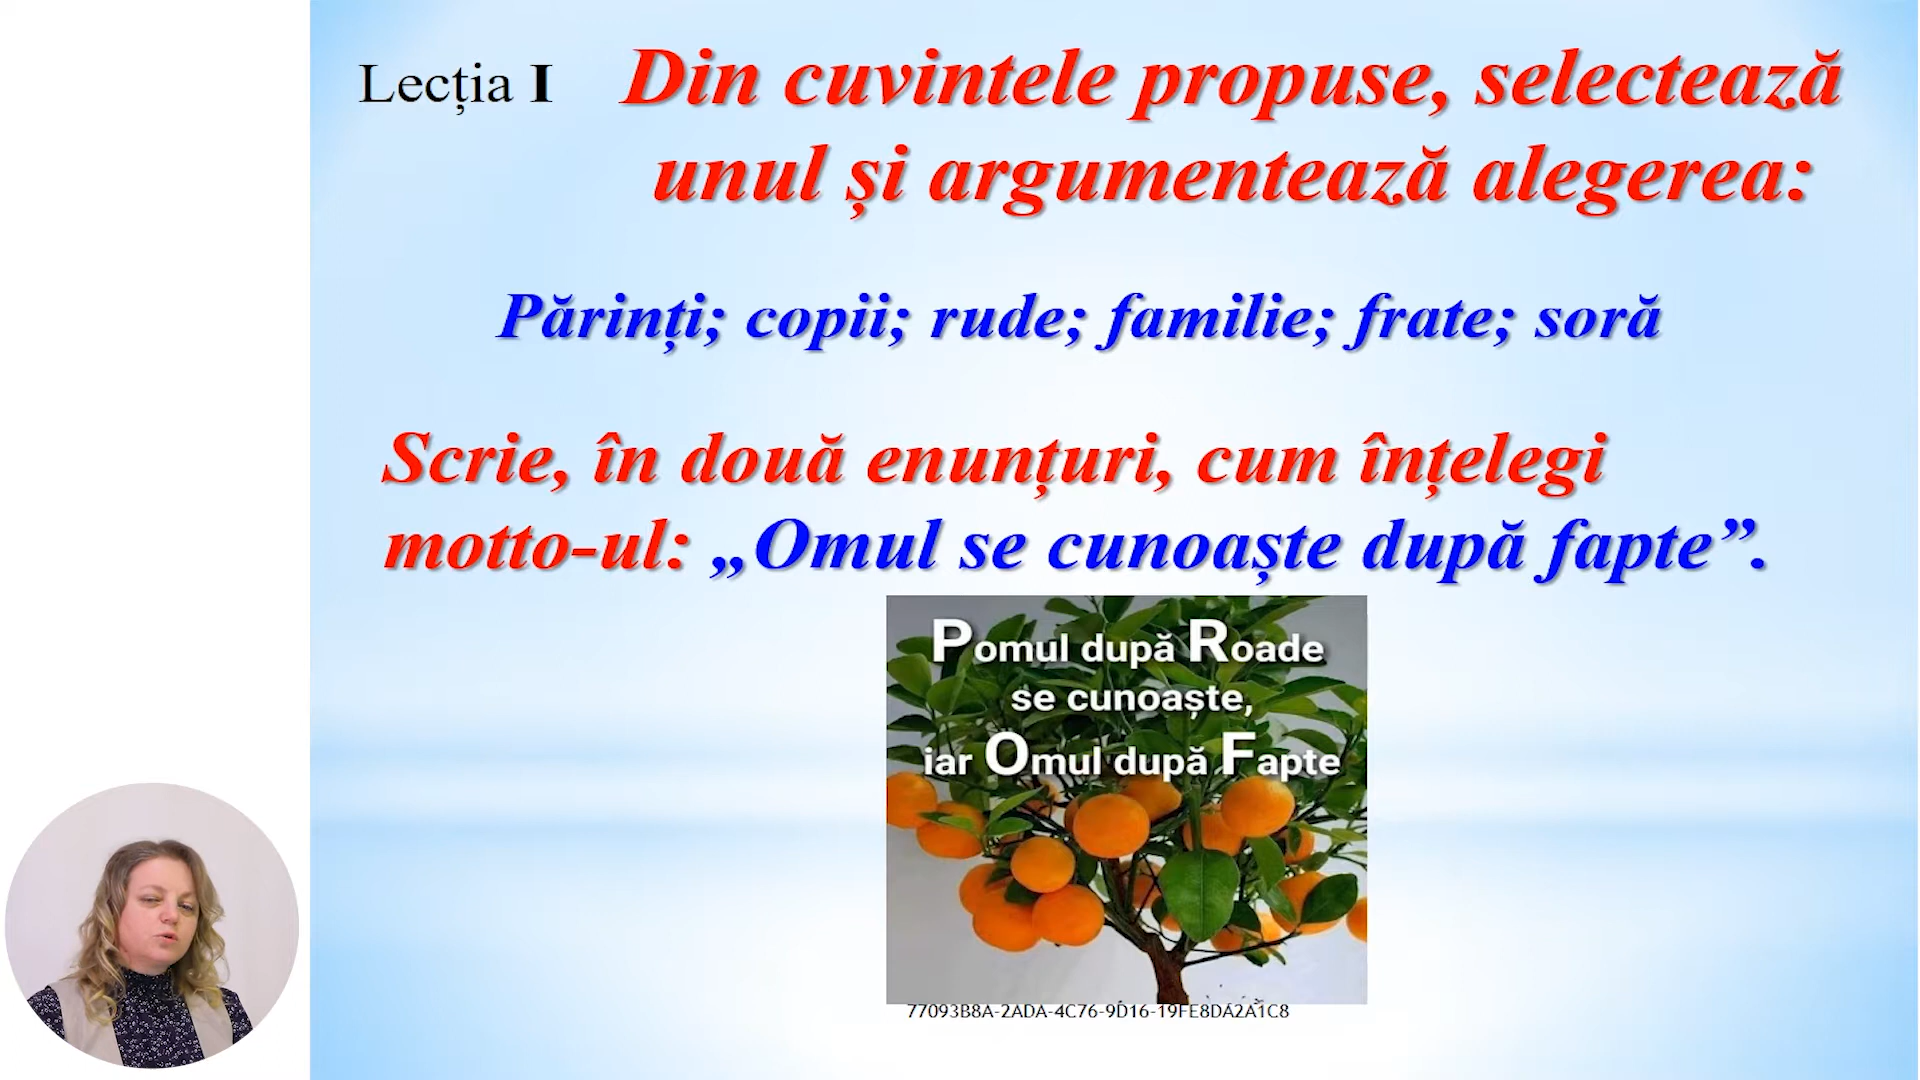 Lecția I
Din cuvintele propuse, selectează
unul și argumentează alegerea:
Părinți; copii; rude; familie; frate; soră
Scrie, în două enunțuri, cum înțelegi
motto-ul: „Omul se cunoaște după fapte”.
Pomul după Roade
se cunoaște,
iar Omul după Fapte
77093B8A-2ADA-4C76-9D16-19FE8DA2A1C8